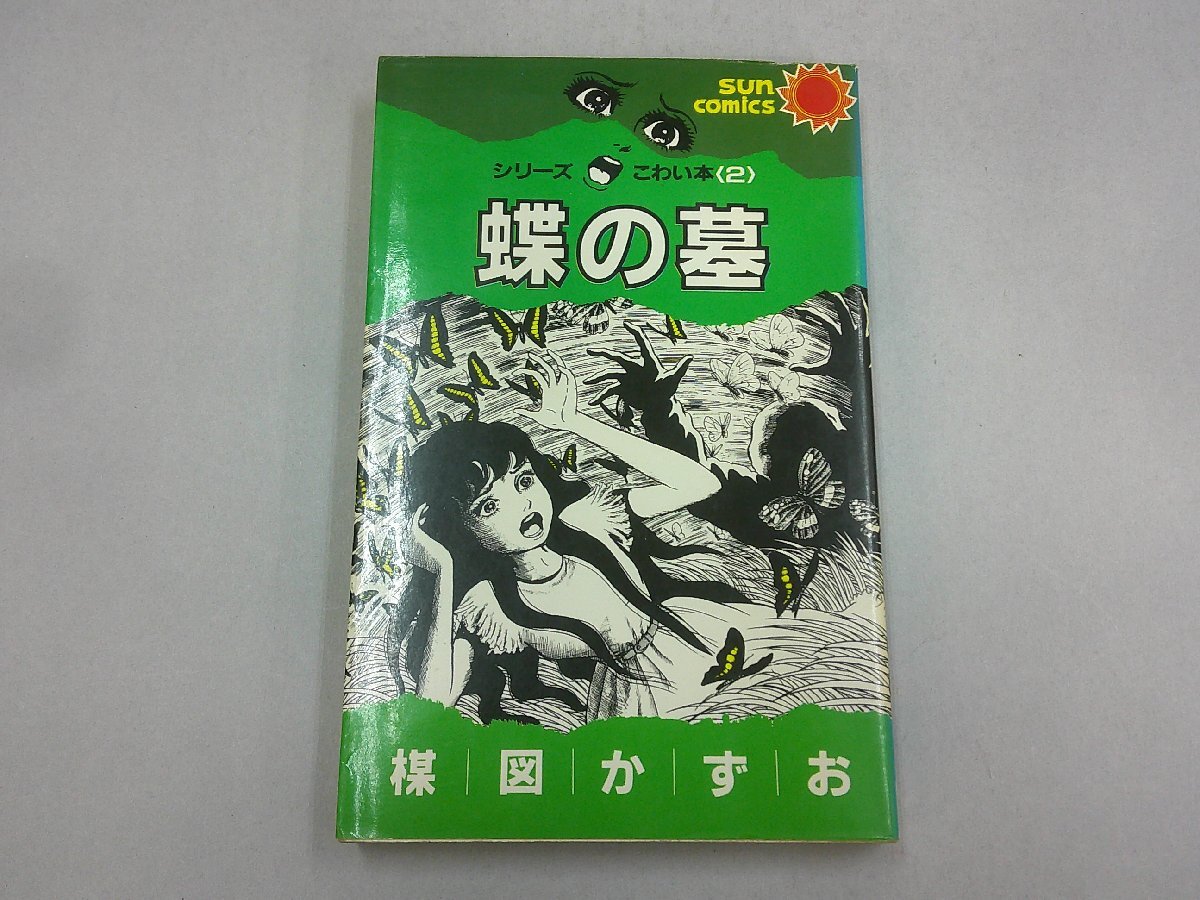 sun
comics
シリーズ こわい本〈2〉
蝶の墓
楳図かずお